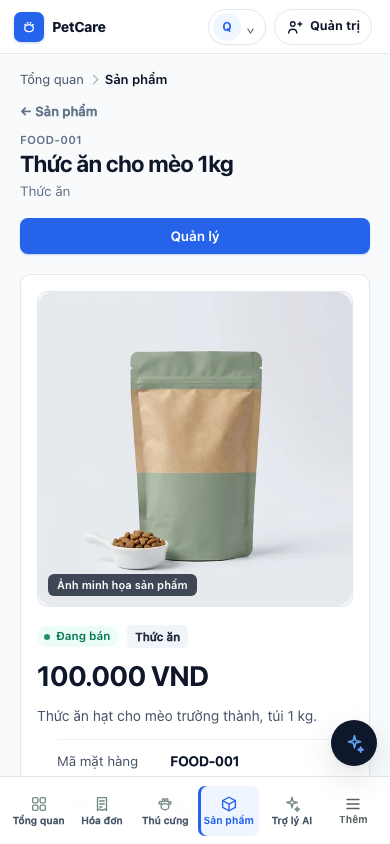 PetCare
Q
Quản trị
Tổng quan > Sản phẩm
← Sản phẩm
FOOD-001
Thức ăn cho mèo 1kg
Thức ăn
Quản lý
Ảnh minh họa sản phẩm
Đang bán
Thức ăn
100.000 VND
Thức ăn hạt cho mèo trưởng thành, túi 1 kg.
Mã mặt hàng FOOD-001
Tổng quan
Hóa đơn
Thú cưng
Sản phẩm
Trợ lý AI
Thêm